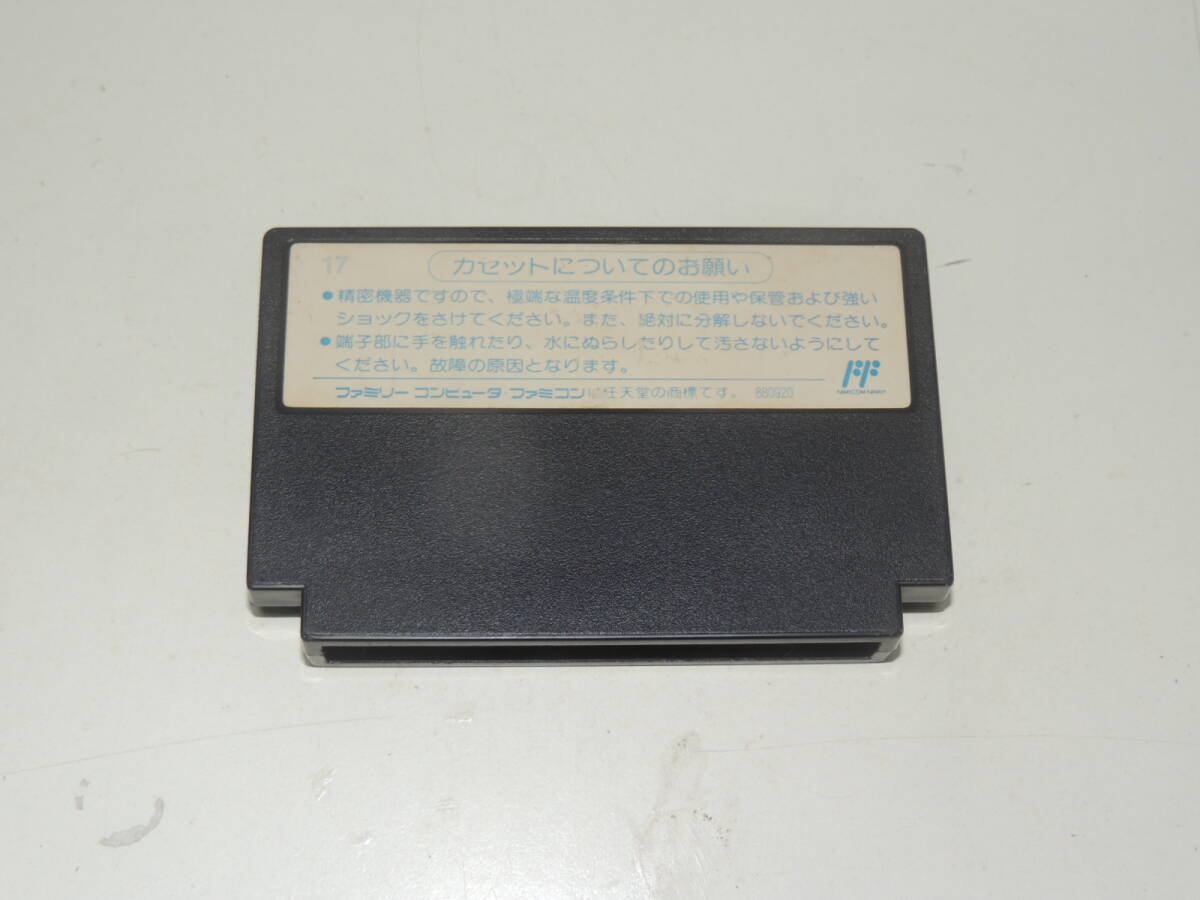 17
カセットについてのお願い
●精密機器ですので、極端な温度条件下での使用や保管および強い
ショックをさけてください。また、絶対に分解しないでください。
●端子部に手を触れたり、水にぬらしたりして汚さないようにして
ください。故障の原因となります。
ファミリー コンピュータ・ファミコンは任天堂の商標です。 880920
FF